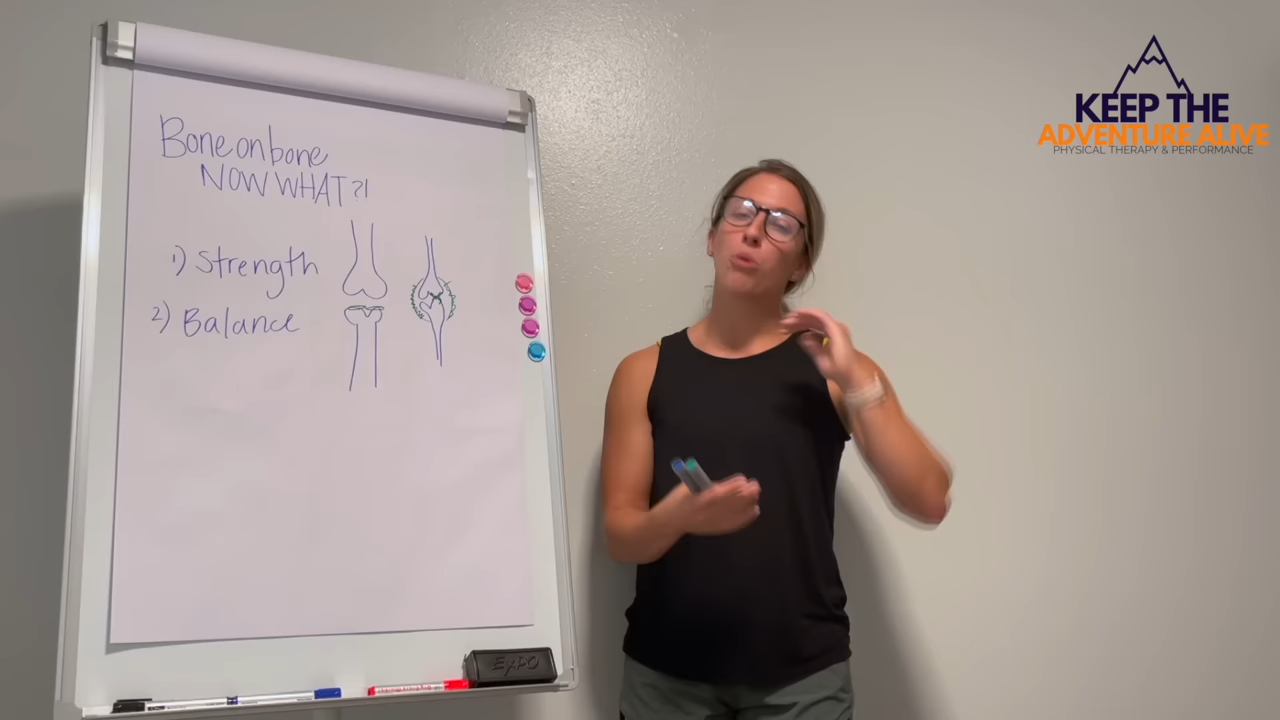 Bone on bone
NOW WHAT?!
1) Strength
2) Balance
EXPO
KEEP THE
ADVENTURE ALIVE
PHYSICAL THERAPY & PERFORMANCE